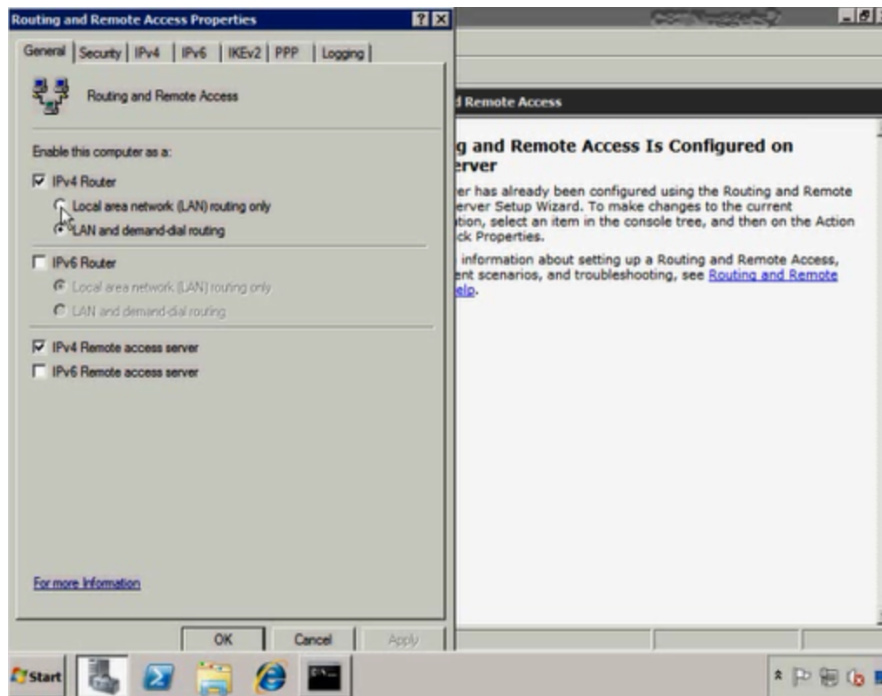 Routing and Remote Access Properties
General
Security
IPv4
IPv6
IKEv2
PPP
Logging
Routing and Remote Access
Enable this computer as a:
IPv4 Router
Local area network (LAN) routing only
LAN and demand-dial routing
IPv6 Router
Local area network (LAN) routing only
LAN and demand-dial routing
IPv4 Remote access server
IPv6 Remote access server
For more Information
OK
Cancel
Apply
d Remote Access
g and Remote Access Is Configured on
erver
er has already been configured using the Routing and Remote
erver Setup Wizard. To make changes to the current
tion, select an item in the console tree, and then on the Action
ck Properties.
information about setting up a Routing and Remote Access,
ent scenarios, and troubleshooting, see Routing and Remote
elp.
Start